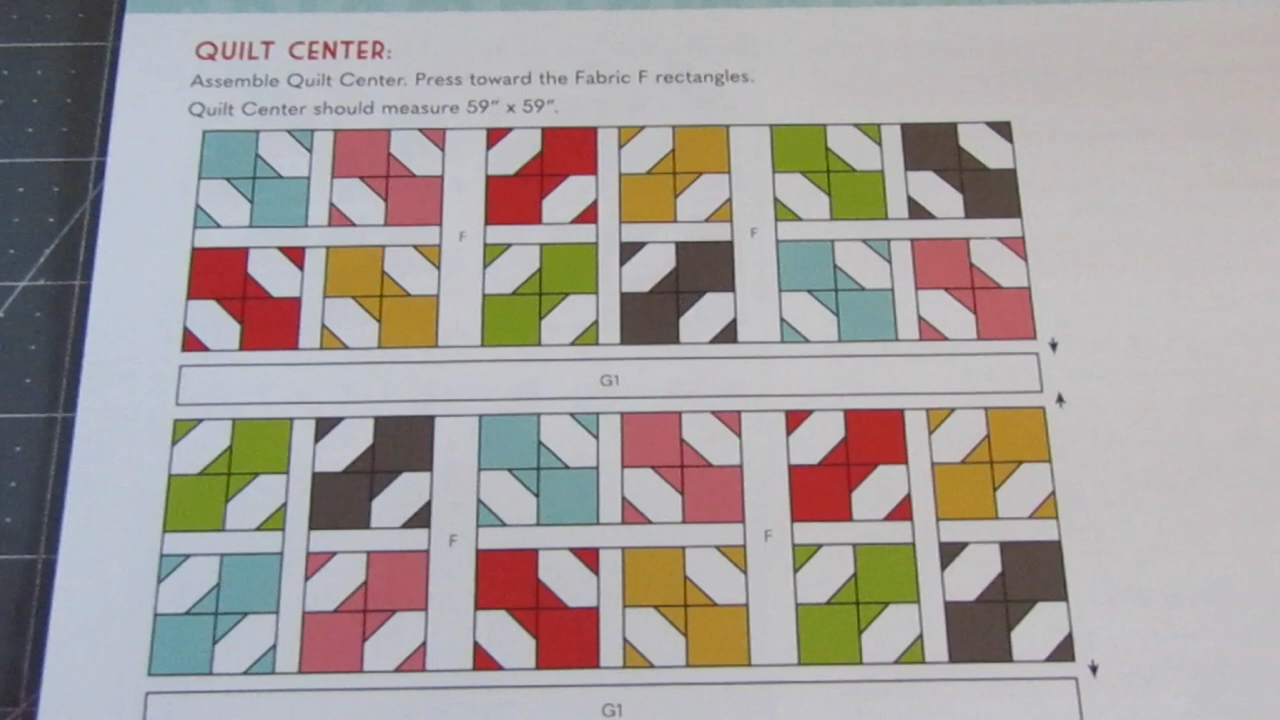 QUILT CENTER:
Assemble Quilt Center. Press toward the Fabric F rectangles.
Quilt Center should measure 59" x 59".
F
F
G1
F
F
G1